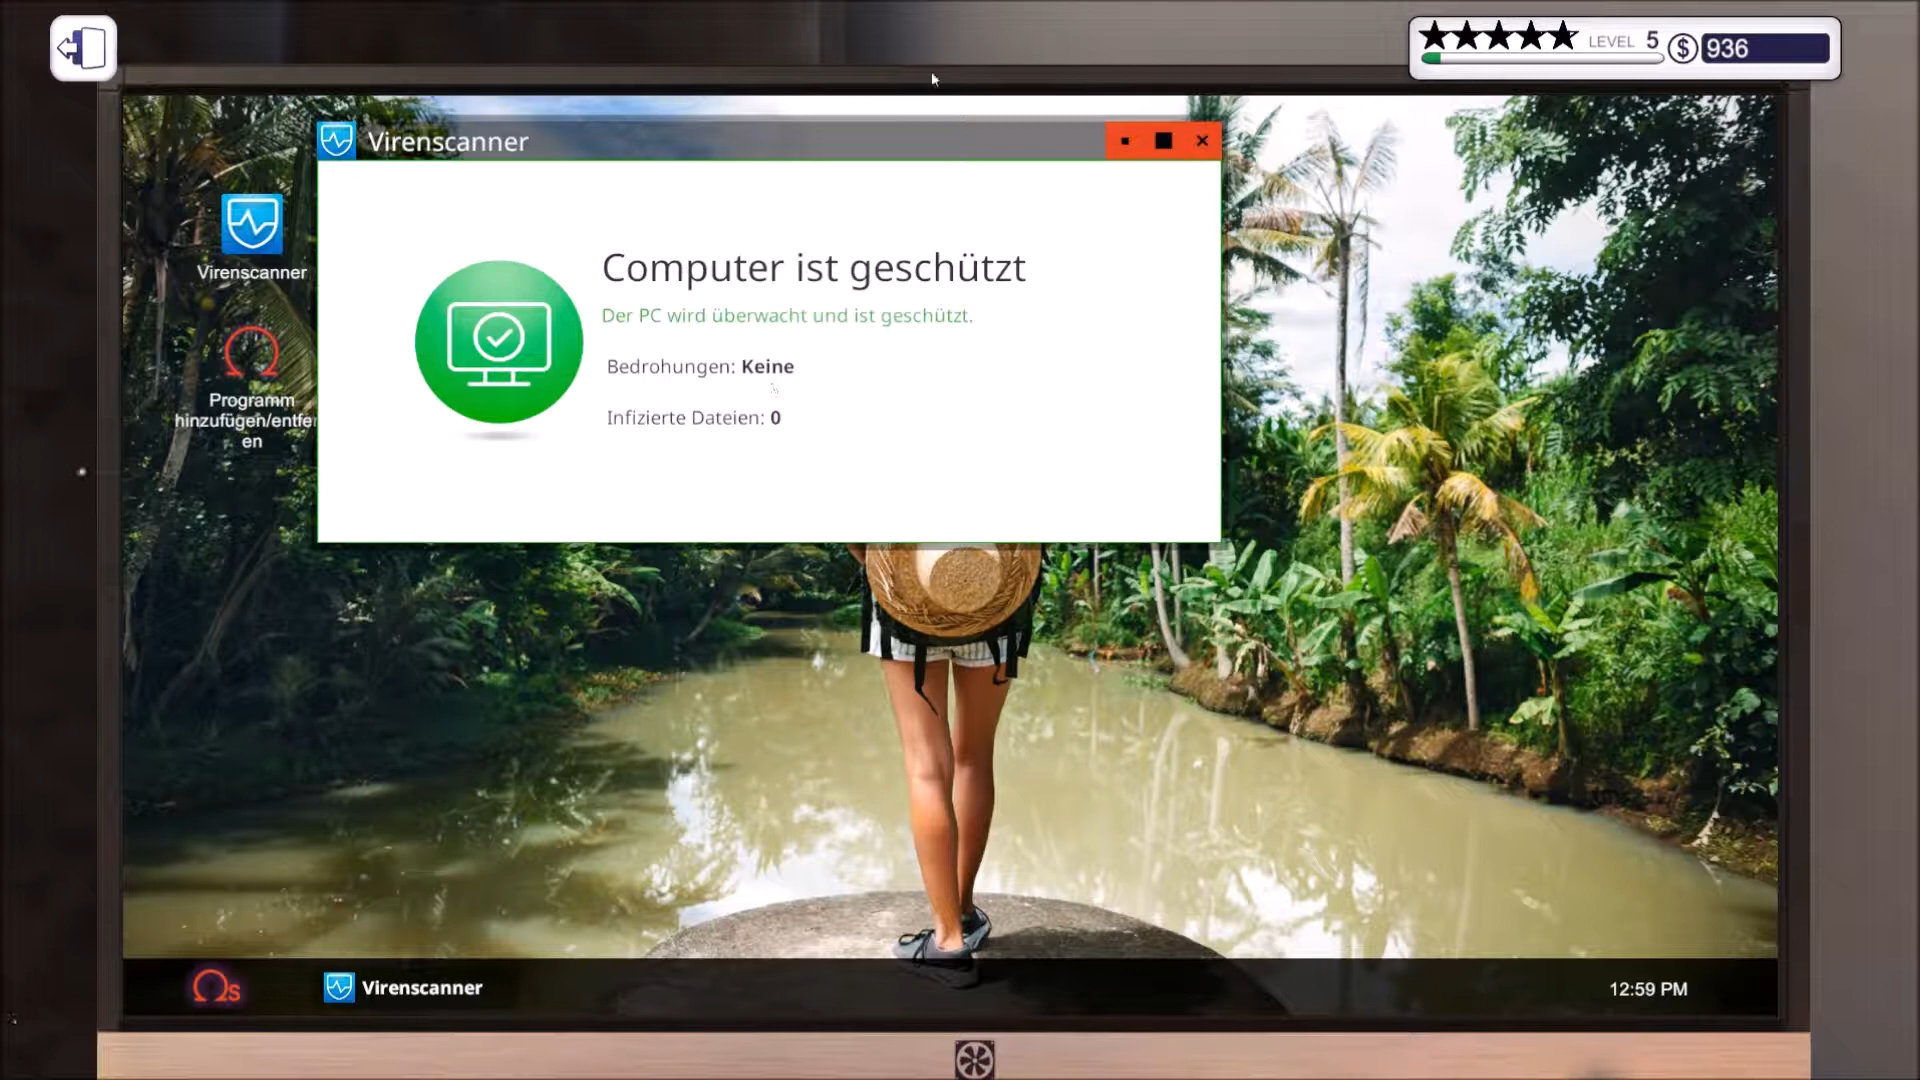 LEVEL 5
936
Virenscanner
Virenscanner
Computer ist geschützt
Der PC wird überwacht und ist geschützt.
Bedrohungen: Keine
Infizierte Dateien: 0
Programm
hinzufügen/entfer
en
Ωs
Virenscanner
12:59 PM